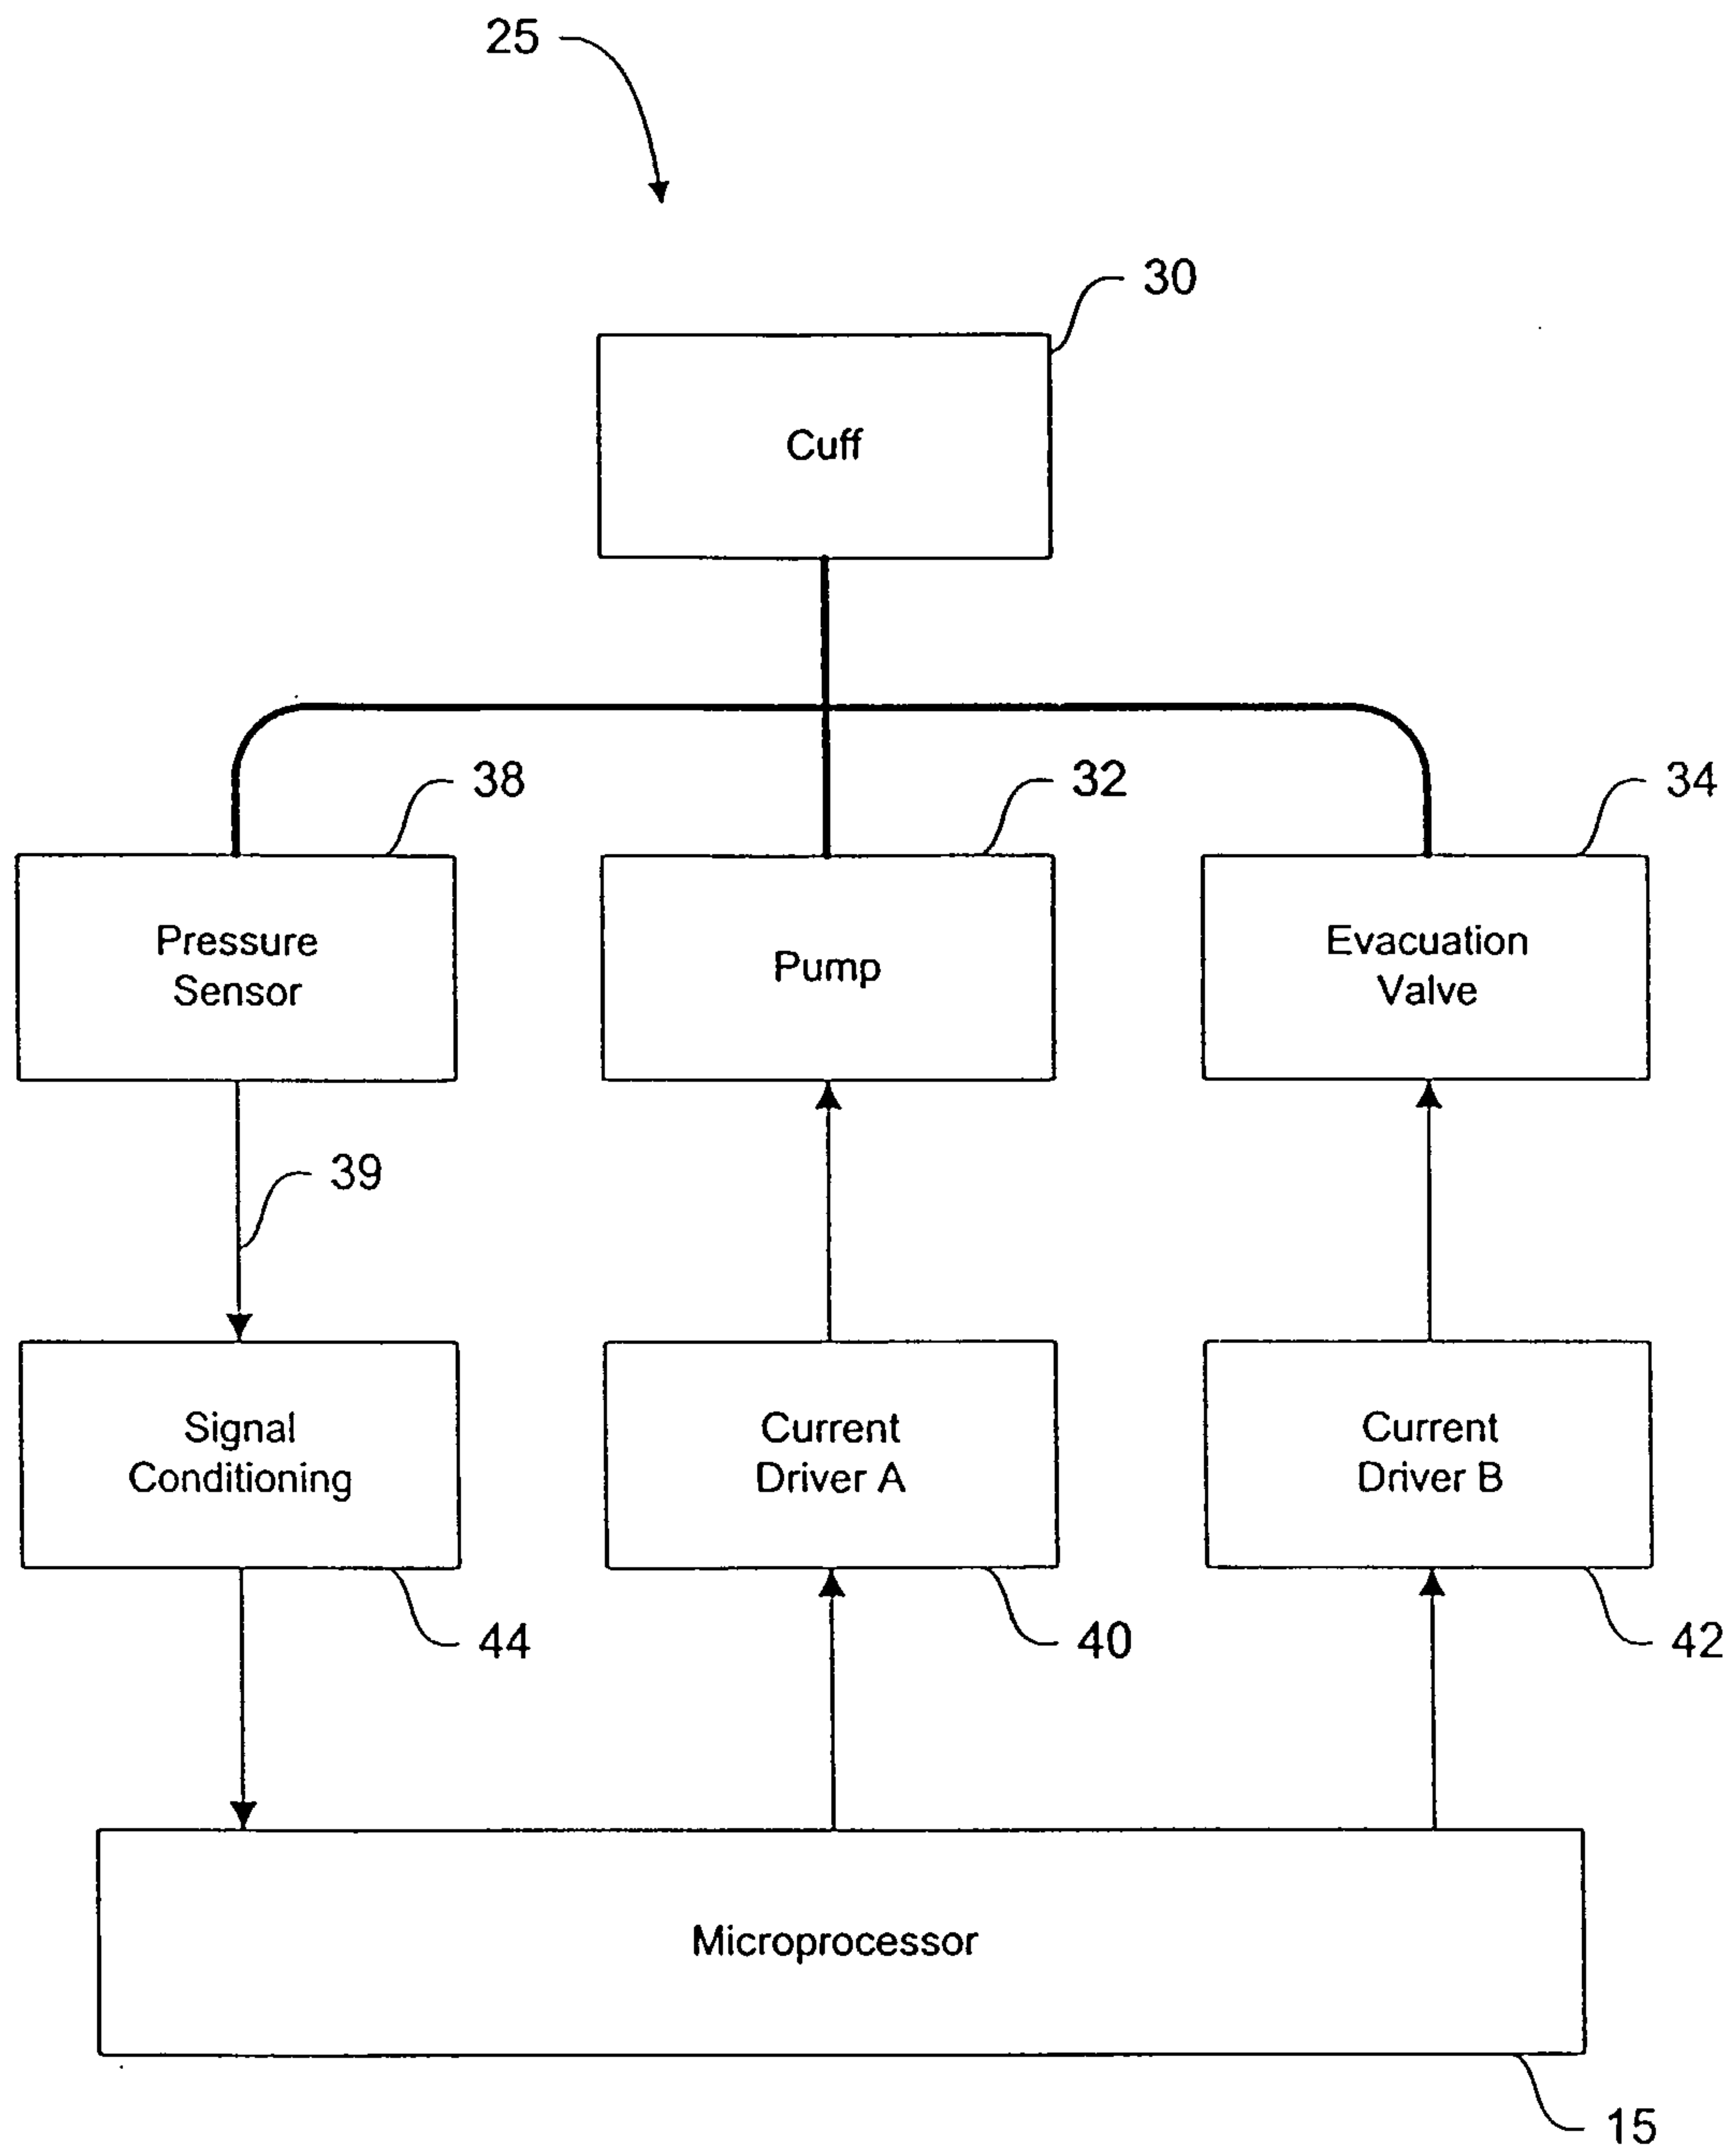 25
30
Cuff
38
32
34
Pressure
Sensor
Pump
Evacuation
Valve
39
Signal
Conditioning
Current
Driver A
Current
Driver B
44
40
42
Microprocessor
15